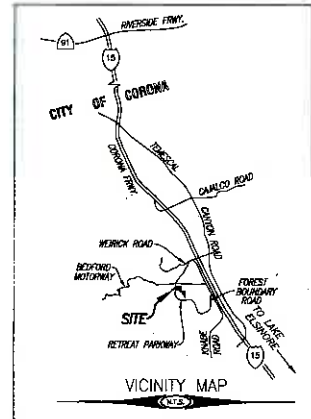 RIVERSIDE FRWY.
91
15
CITY OF CORONA
TEMESCAL
CORONA FRWY.
CAJALCO ROAD
CANYON ROAD
WEIRICK ROAD
BEDFORD
MOTORWAY
FOREST
BOUNDARY
ROAD
SITE
RETREAT PARKWAY
KNABE
ROAD
TO LAKE
ELSINORE
15
VICINITY MAP
N.T.S.